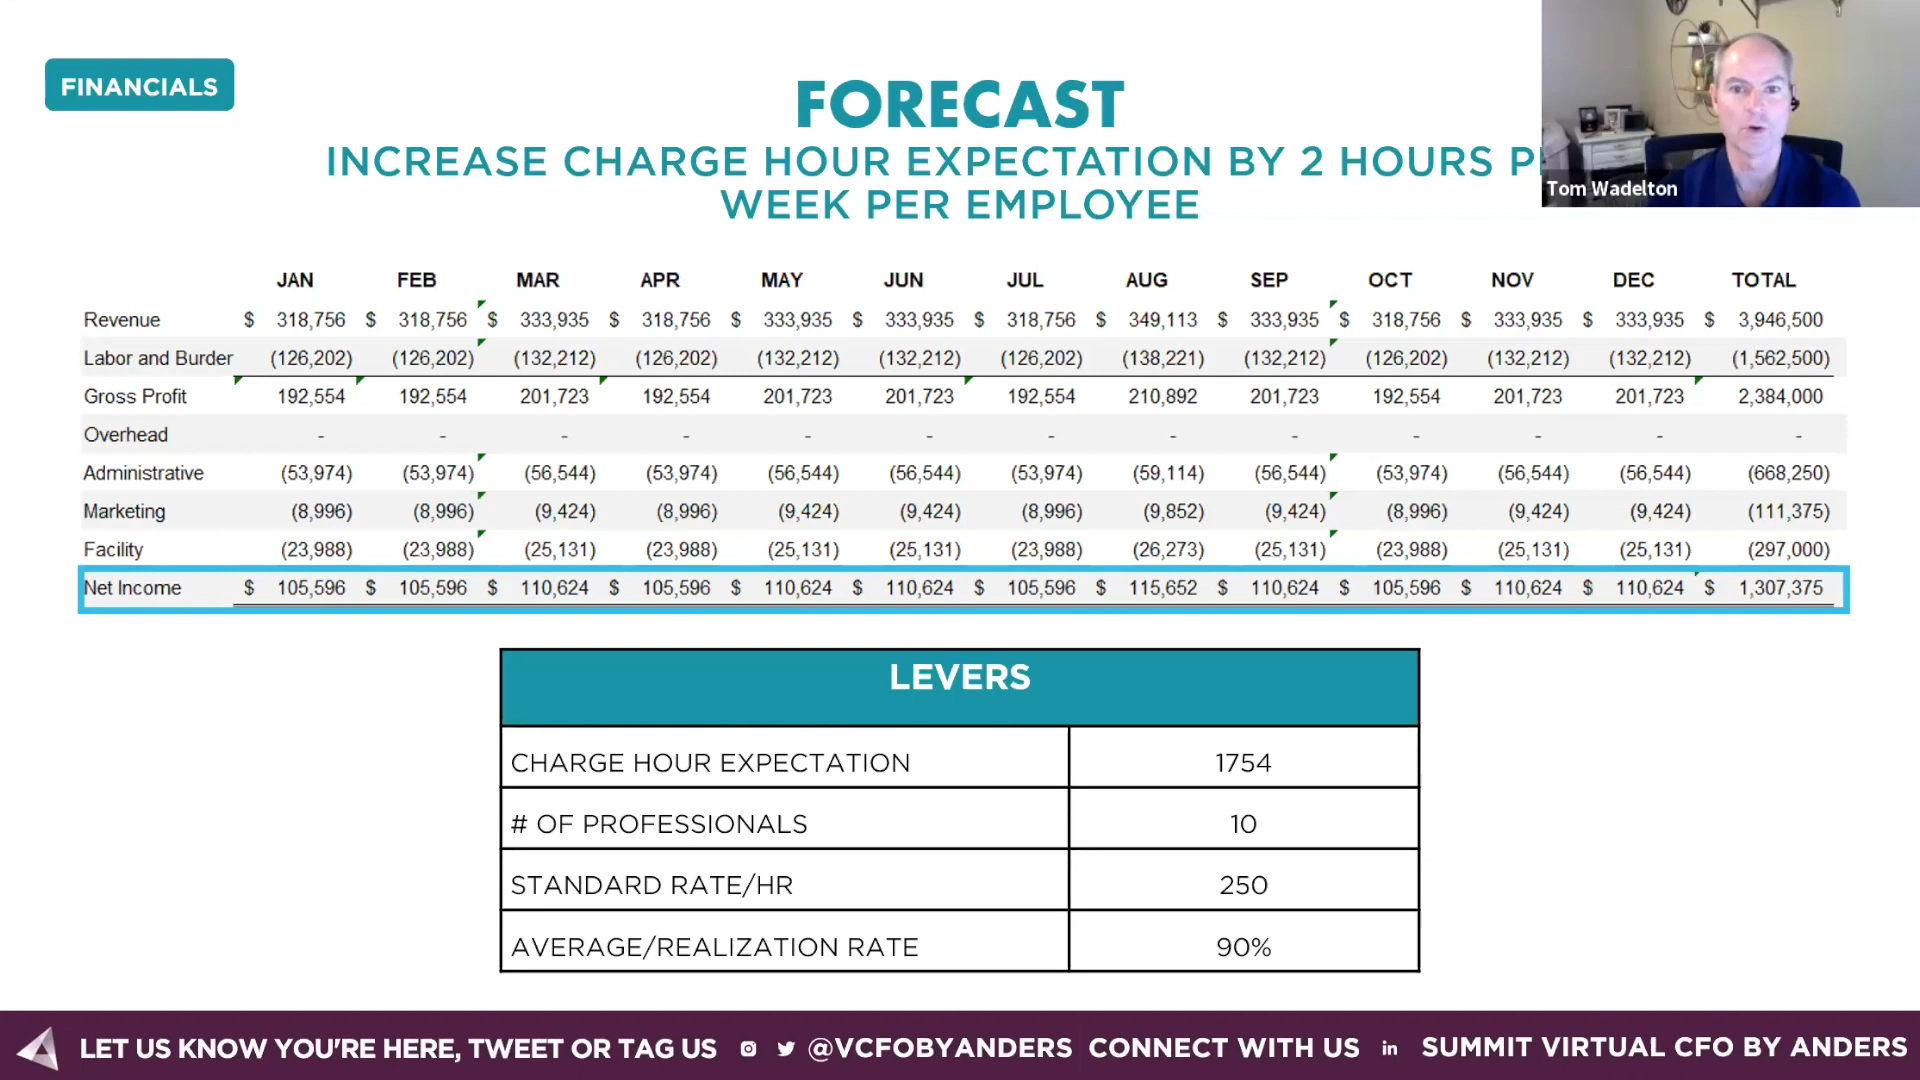 FINANCIALS
FORECAST
INCREASE CHARGE HOUR EXPECTATION BY 2 HOURS
WEEK PER EMPLOYEE
Tom Wadelton
JAN FEB MAR APR MAY JUN JUL AUG SEP OCT NOV DEC TOTAL
Revenue $ 318,756 $ 318,756 $ 333,935 $ 318,756 $ 333,935 $ 333,935 $ 318,756 $ 349,113 $ 333,935 $ 318,756 $ 333,935 $ 333,935 $ 3,946,500
Labor and Burder (126,202) (126,202) (132,212) (126,202) (132,212) (132,212) (126,202) (138,221) (132,212) (126,202) (132,212) (132,212) (1,562,500)
Gross Profit 192,554 192,554 201,723 192,554 201,723 201,723 192,554 210,892 201,723 192,554 201,723 201,723 2,384,000
Overhead - - - - - - - - - - - - -
Administrative (53,974) (53,974) (56,544) (53,974) (56,544) (56,544) (53,974) (59,114) (56,544) (53,974) (56,544) (56,544) (668,250)
Marketing (8,996) (8,996) (9,424) (8,996) (9,424) (9,424) (8,996) (9,852) (9,424) (8,996) (9,424) (9,424) (111,375)
Facility (23,988) (23,988) (25,131) (23,988) (25,131) (25,131) (23,988) (26,273) (25,131) (23,988) (25,131) (25,131) (297,000)
Net Income $ 105,596 $ 105,596 $ 110,624 $ 105,596 $ 110,624 $ 110,624 $ 105,596 $ 115,652 $ 110,624 $ 105,596 $ 110,624 $ 110,624 $ 1,307,375
LEVERS
CHARGE HOUR EXPECTATION 1754
# OF PROFESSIONALS 10
STANDARD RATE/HR 250
AVERAGE/REALIZATION RATE 90%
LET US KNOW YOU'RE HERE, TWEET OR TAG US @VCFOBYANDERS CONNECT WITH US in SUMMIT VIRTUAL CFO BY ANDERS